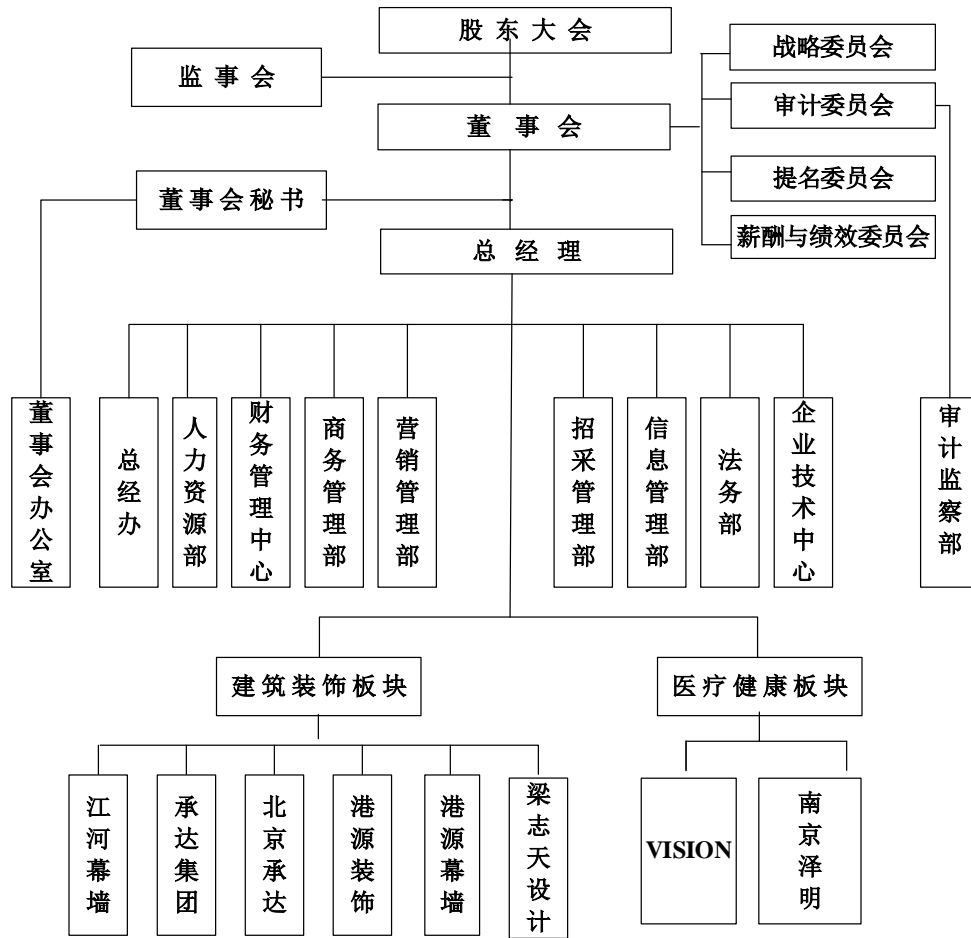 股东大会
监事会
战略委员会
审计委员会
董事会
提名委员会
董事会秘书
薪酬与绩效委员会
总经理
董事会办公室
总经办
人力资源部
财务管理中心
商务管理部
营销管理部
招采管理部
信息管理部
法务部
企业技术中心
审计监察部
建筑装饰板块
医疗健康板块
江河幕墙
承达集团
北京承达
港源装饰
港源幕墙
梁志天设计
VISION
南京泽明